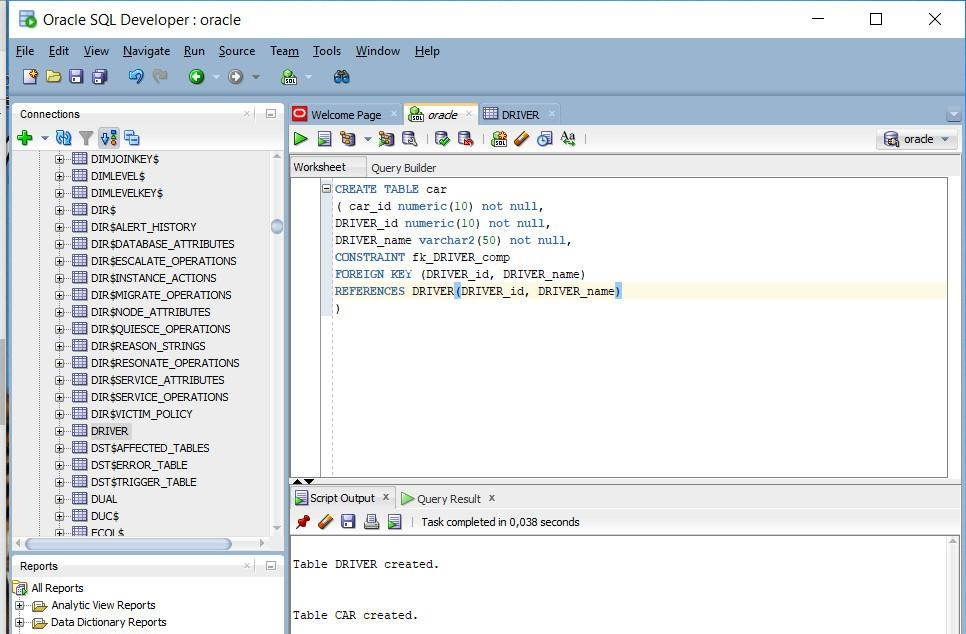 Oracle SQL Developer : oracle
File Edit View Navigate Run Source Team Tools Window Help
Connections
DIMJOINKEY$
DIMLEVEL$
DIMLEVELKEY$
DIR$
DIR$ALERT_HISTORY
DIR$DATABASE_ATTRIBUTES
DIR$ESCALATE_OPERATIONS
DIR$INSTANCE_ACTIONS
DIR$MIGRATE_OPERATIONS
DIR$NODE_ATTRIBUTES
DIR$QUIESCE_OPERATIONS
DIR$REASON_STRINGS
DIR$RESONATE_OPERATIONS
DIR$SERVICE_ATTRIBUTES
DIR$SERVICE_OPERATIONS
DIR$VICTIM_POLICY
DRIVER
DST$AFFECTED_TABLES
DST$ERROR_TABLE
DST$TRIGGER_TABLE
DUAL
DUC$
ECOL$
Reports
All Reports
Analytic View Reports
Data Dictionary Reports
Welcome Page oracle DRIVER
oracle
Worksheet Query Builder
CREATE TABLE car
( car_id numeric(10) not null,
DRIVER_id numeric(10) not null,
DRIVER_name varchar2(50) not null,
CONSTRAINT fk_DRIVER_comp
FOREIGN KEY (DRIVER_id, DRIVER_name)
REFERENCES DRIVER(DRIVER_id, DRIVER_name)
)
Script Output Query Result
Task completed in 0,038 seconds
Table DRIVER created.
Table CAR created.